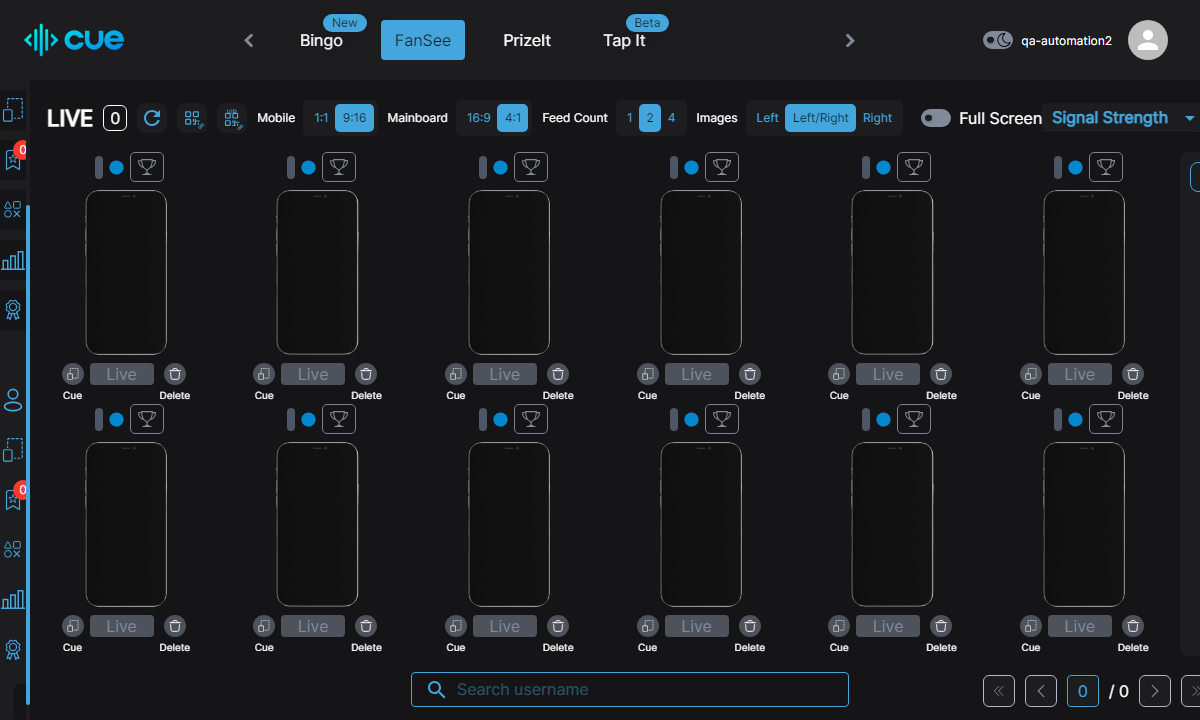 cue
New
Bingo
FanSee
PrizeIt
Beta
Tap It
qa-automation2
LIVE 0
Mobile 1:1 9:16
Mainboard 16:9 4:1
Feed Count 1 2 4
Images Left Left/Right Right
Full Screen
Signal Strength
0
0
Live Live Live Live Live Live
Cue Delete Cue Delete Cue Delete Cue Delete Cue Delete Cue Delete
Live Live Live Live Live Live
Cue Delete Cue Delete Cue Delete Cue Delete Cue Delete Cue Delete
Search username
0 / 0